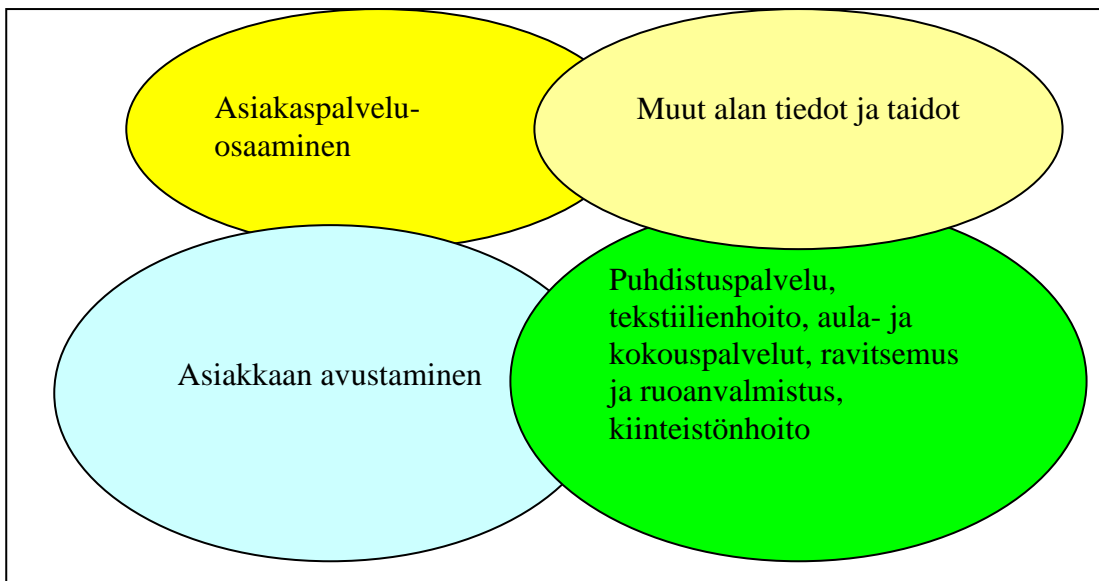 Asiakaspalvelu-
osaaminen
Muut alan tiedot ja taidot
Asiakkaan avustaminen
Puhdistuspalvelu,
tekstiilienhoito, aula- ja
kokouspalvelut, ravitsemus
ja ruoanvalmistus,
kiinteistönhoito